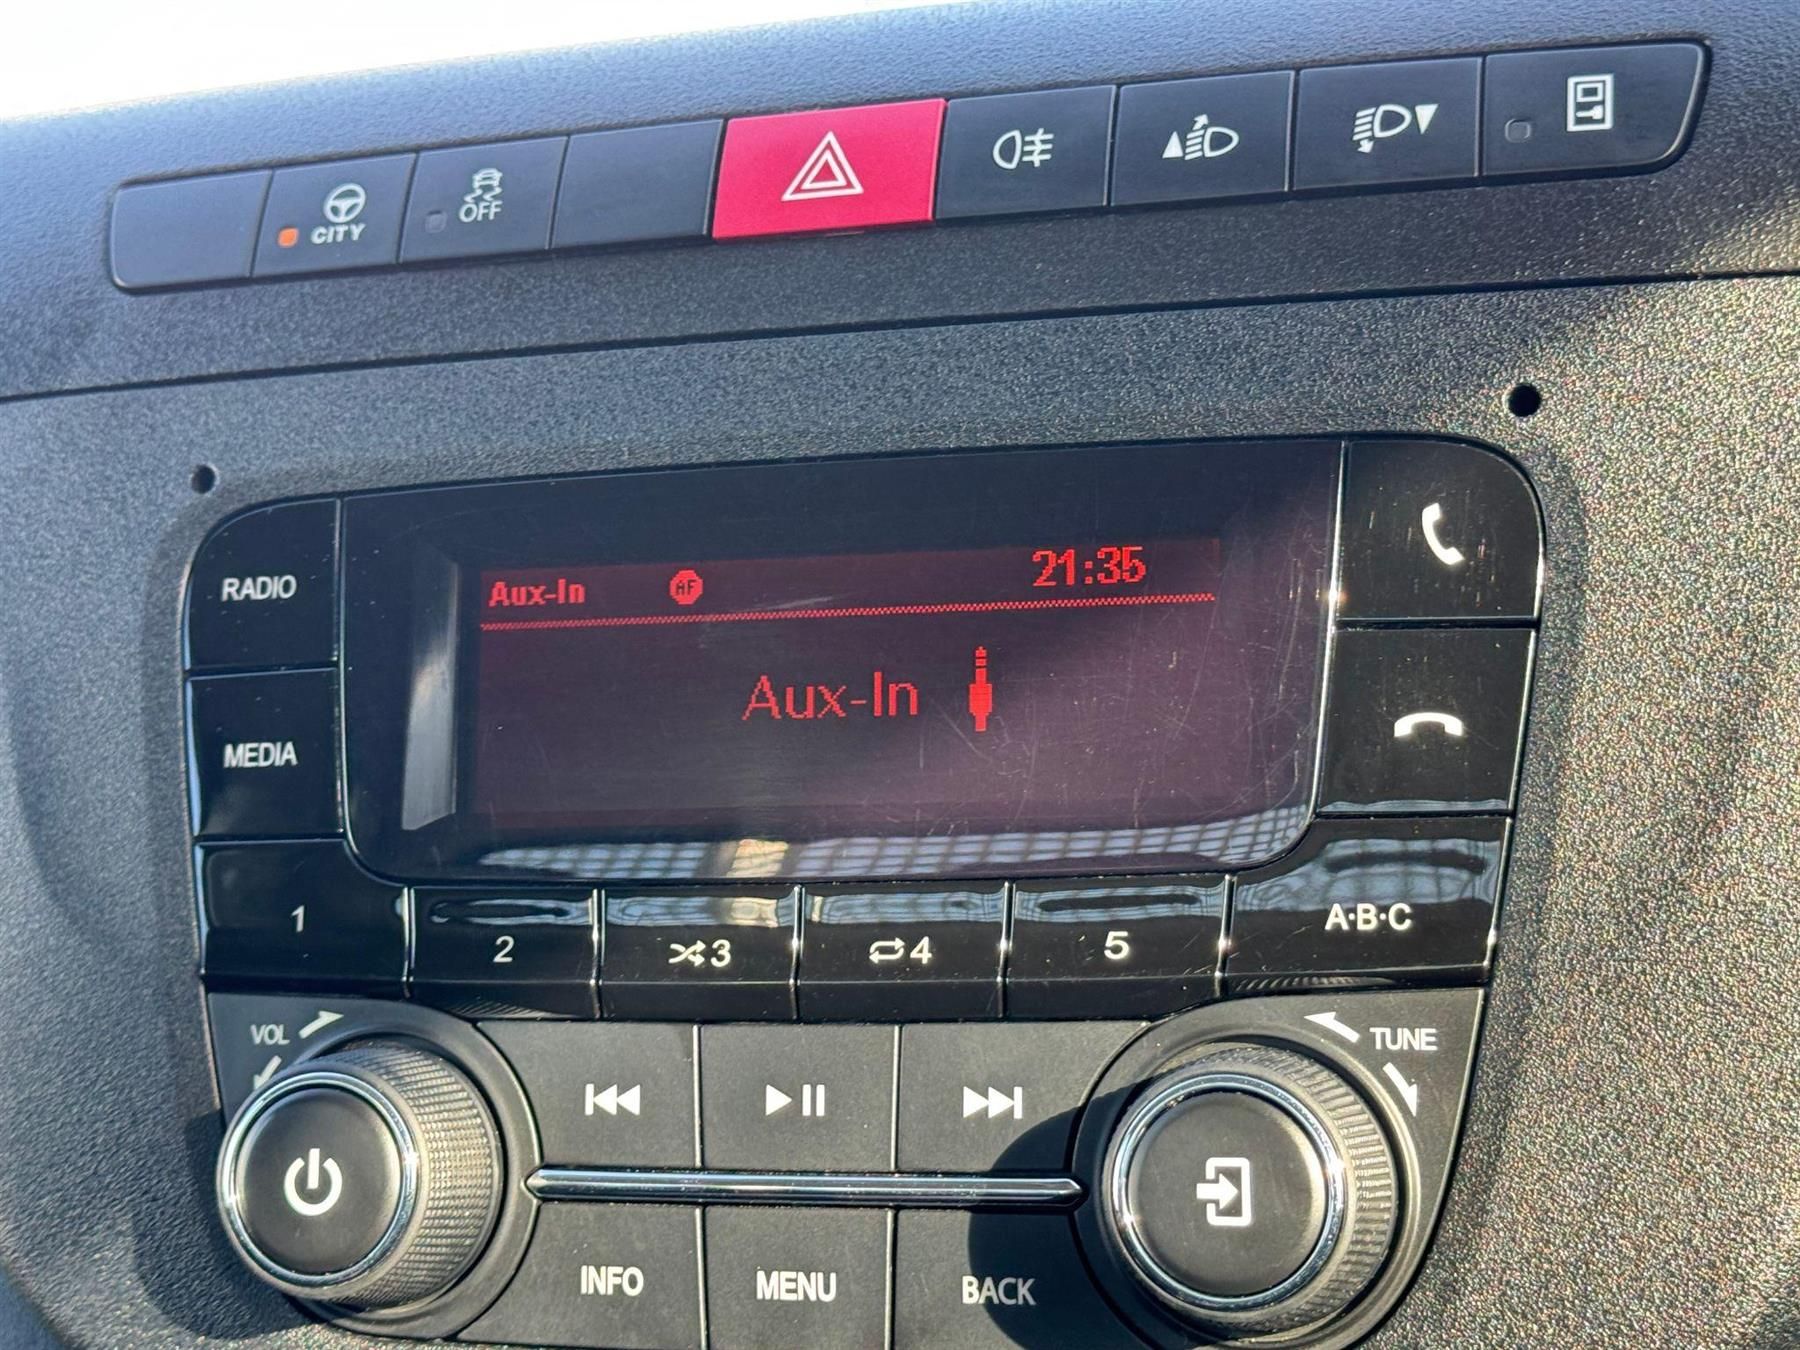 CITY
OFF
Aux-In AF 21:35
Aux-In
RADIO
MEDIA
1 2 3 4 5 A·B·C
VOL TUNE
INFO MENU BACK